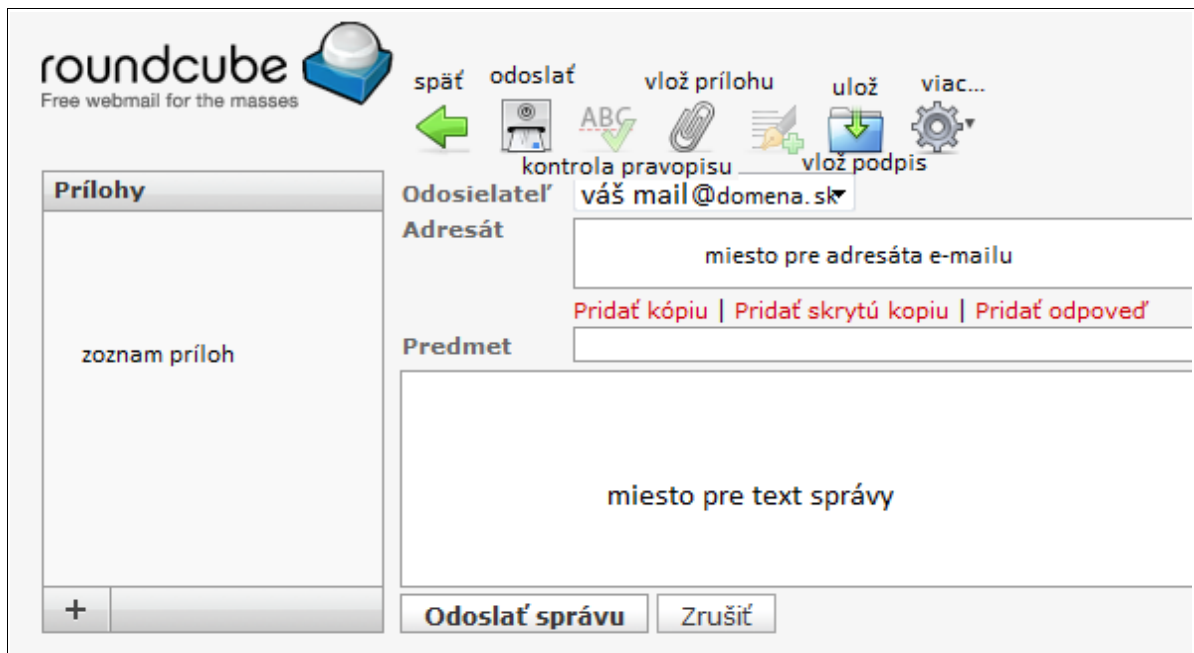 roundcube
Free webmail for the masses
späť odoslať vlož prílohu ulož viac...
ABC
kontrola pravopisu vlož podpis
Prílohy
Odosielateľ váš mail@domena.sk
Adresát
miesto pre adresáta e-mailu
Pridať kópiu | Pridať skrytú kopiu | Pridať odpoveď
Predmet
zoznam príloh
miesto pre text správy
+
Odoslať správu Zrušiť